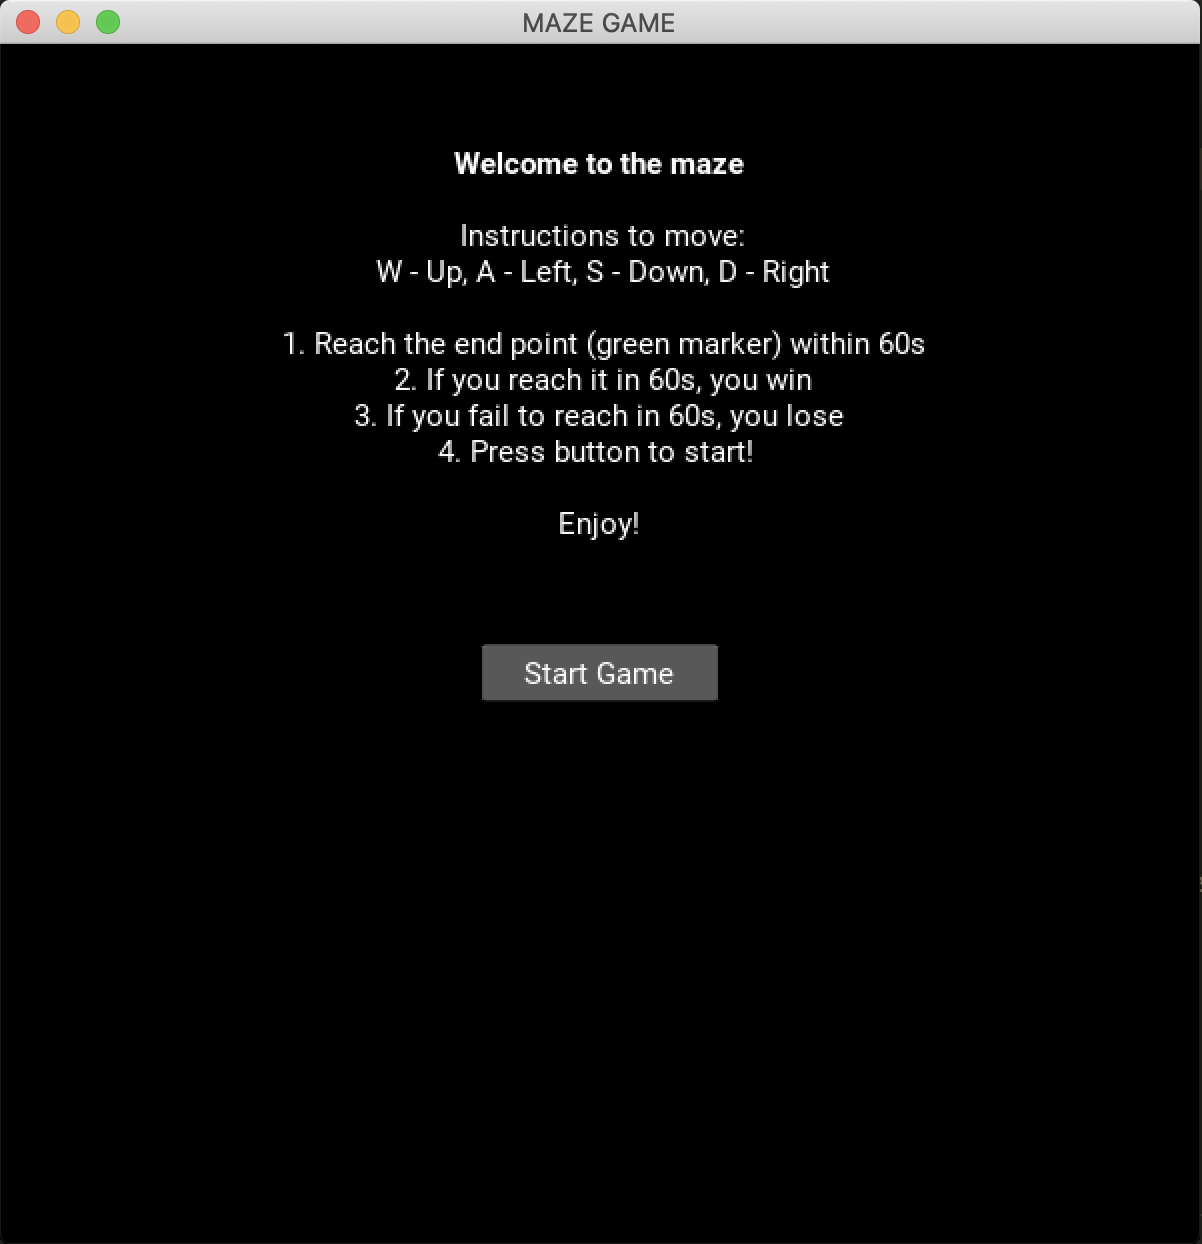 MAZE GAME
Welcome to the maze
Instructions to move:
W - Up, A - Left, S - Down, D - Right
1. Reach the end point (green marker) within 60s
2. If you reach it in 60s, you win
3. If you fail to reach in 60s, you lose
4. Press button to start!
Enjoy!
Start Game